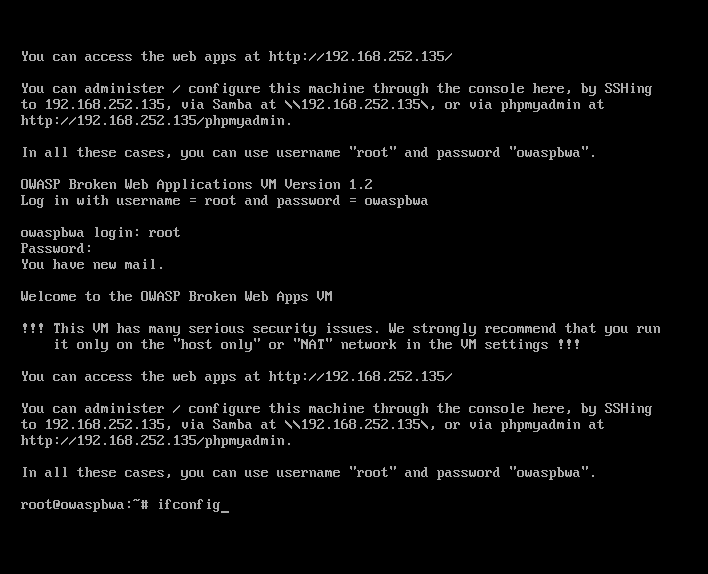 You can access the web apps at http://192.168.252.135/
You can administer / configure this machine through the console here, by SSHing
to 192.168.252.135, via Samba at \\192.168.252.135\, or via phpmyadmin at
http://192.168.252.135/phpmyadmin.
In all these cases, you can use username "root" and password "owaspbwa".
OWASP Broken Web Applications VM Version 1.2
Log in with username = root and password = owaspbwa
owaspbwa login: root
Password:
You have new mail.
Welcome to the OWASP Broken Web Apps VM
!!! This VM has many serious security issues. We strongly recommend that you run
it only on the "host only" or "NAT" network in the VM settings !!!
You can access the web apps at http://192.168.252.135/
You can administer / configure this machine through the console here, by SSHing
to 192.168.252.135, via Samba at \\192.168.252.135\, or via phpmyadmin at
http://192.168.252.135/phpmyadmin.
In all these cases, you can use username "root" and password "owaspbwa".
root@owaspbwa:~# ifconfig_